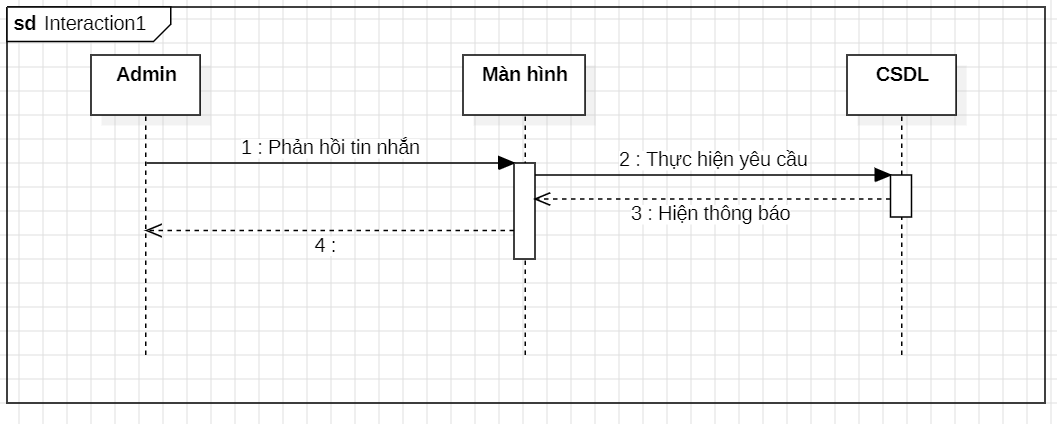 sd Interaction1
Admin
Màn hình
CSDL
1 : Phản hồi tin nhắn
2 : Thực hiện yêu cầu
3 : Hiện thông báo
4 :